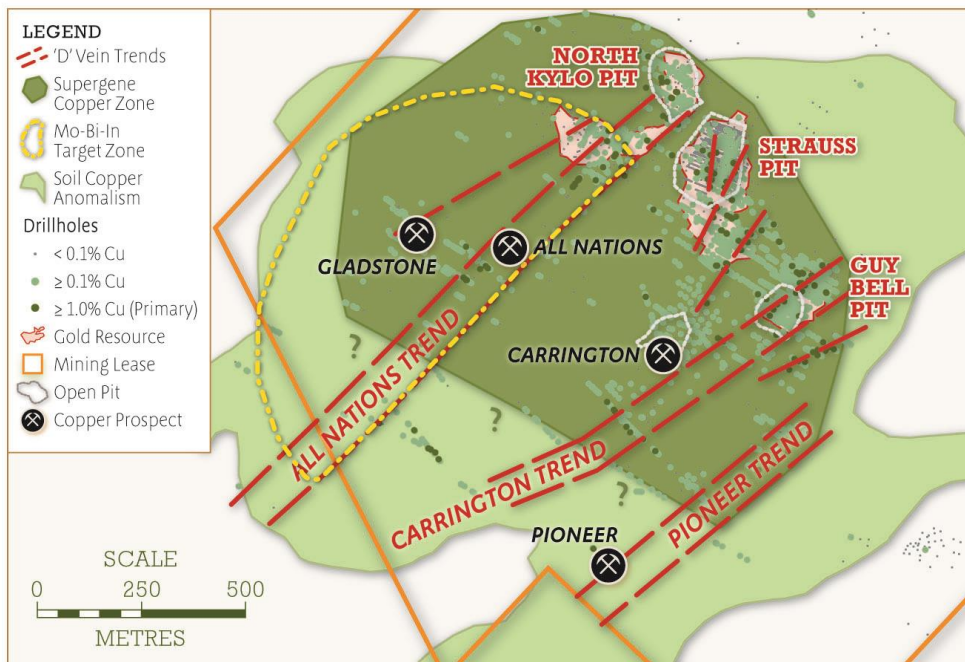 LEGEND
'D' Vein Trends
Supergene
Copper Zone
Mo-Bi-In
Target Zone
Soil Copper
Anomalism
Drillholes
< 0.1% Cu
≥ 0.1% Cu
≥ 1.0% Cu (Primary)
Gold Resource
Mining Lease
Open Pit
Copper Prospect
SCALE
0 250 500
METRES
NORTH
KYLO PIT
STRAUSS
PIT
GLADSTONE
ALL NATIONS
GUY
BELL
PIT
CARRINGTON
?
ALL NATIONS TREND
?
CARRINGTON TREND
?
PIONEER TREND
PIONEER